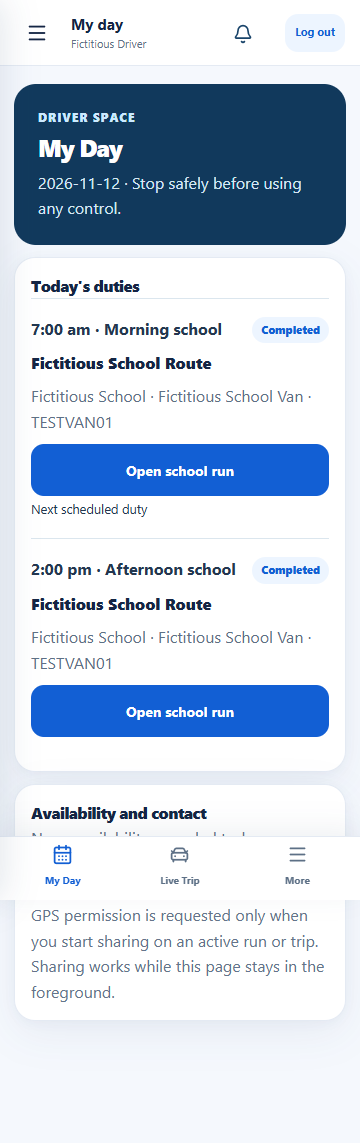 My day
Fictitious Driver
Log out
DRIVER SPACE
My Day
2026-11-12 · Stop safely before using
any control.
Today's duties
7:00 am · Morning school
Completed
Fictitious School Route
Fictitious School · Fictitious School Van ·
TESTVAN01
Open school run
Next scheduled duty
2:00 pm · Afternoon school
Completed
Fictitious School Route
Fictitious School · Fictitious School Van ·
TESTVAN01
Open school run
Availability and contact
My Day
Live Trip
More
GPS permission is requested only when
you start sharing on an active run or trip.
Sharing works while this page stays in the
foreground.